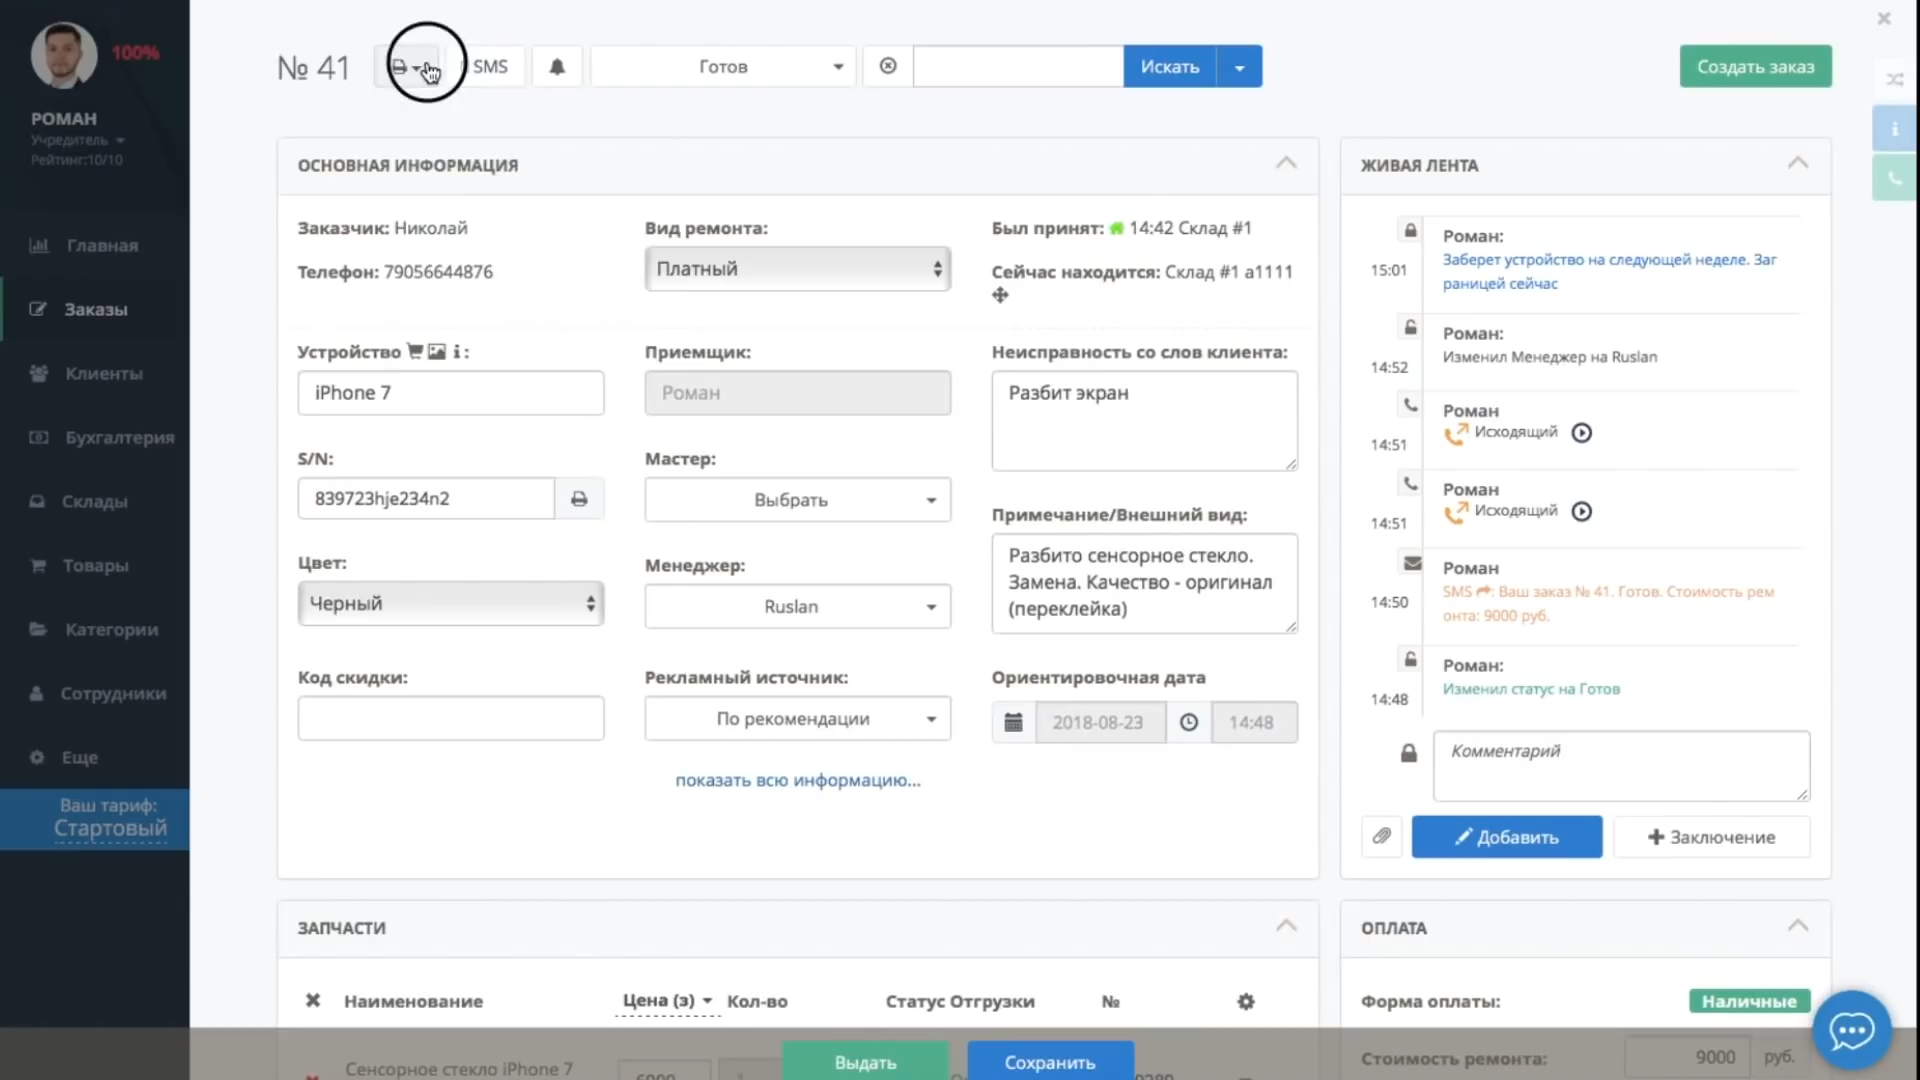 100%
РОМАН
Учредитель
Рейтинг:10/10
Главная
Заказы
Клиенты
Бухгалтерия
Склады
Товары
Категории
Сотрудники
Еще
Ваш тариф:
Стартовый
№ 41
SMS
Готов
Искать
Создать заказ
ОСНОВНАЯ ИНФОРМАЦИЯ
Заказчик: Николай
Телефон: 79056644876
Вид ремонта:
Платный
Был принят: 14:42 Склад #1
Сейчас находится: Склад #1 a1111
Устройство :
iPhone 7
S/N:
839723hje234n2
Цвет:
Черный
Код скидки:
Приемщик:
Роман
Мастер:
Выбрать
Менеджер:
Ruslan
Рекламный источник:
По рекомендации
Неисправность со слов клиента:
Разбит экран
Примечание/Внешний вид:
Разбито сенсорное стекло.
Замена. Качество - оригинал
(переклейка)
Ориентировочная дата
2018-08-23
14:48
показать всю информацию...
ЖИВАЯ ЛЕНТА
Роман:
15:01
Заберет устройство на следующей неделе. Заг
раницей сейчас
Роман:
14:52
Изменил Менеджер на Ruslan
Роман
14:51
Исходящий
Роман
14:51
Исходящий
Роман
14:50
SMS : Ваш заказ № 41. Готов. Стоимость рем
онта: 9000 руб.
Роман:
14:48
Изменил статус на Готов
Комментарий
Добавить
Заключение
ЗАПЧАСТИ
Наименование
Цена (з)
Кол-во
Статус Отгрузки
№
Сенсорное стекло iPhone 7
ОПЛАТА
Форма оплаты:
Наличные
Стоимость ремонта:
9000
руб.
Выдать
Сохранить